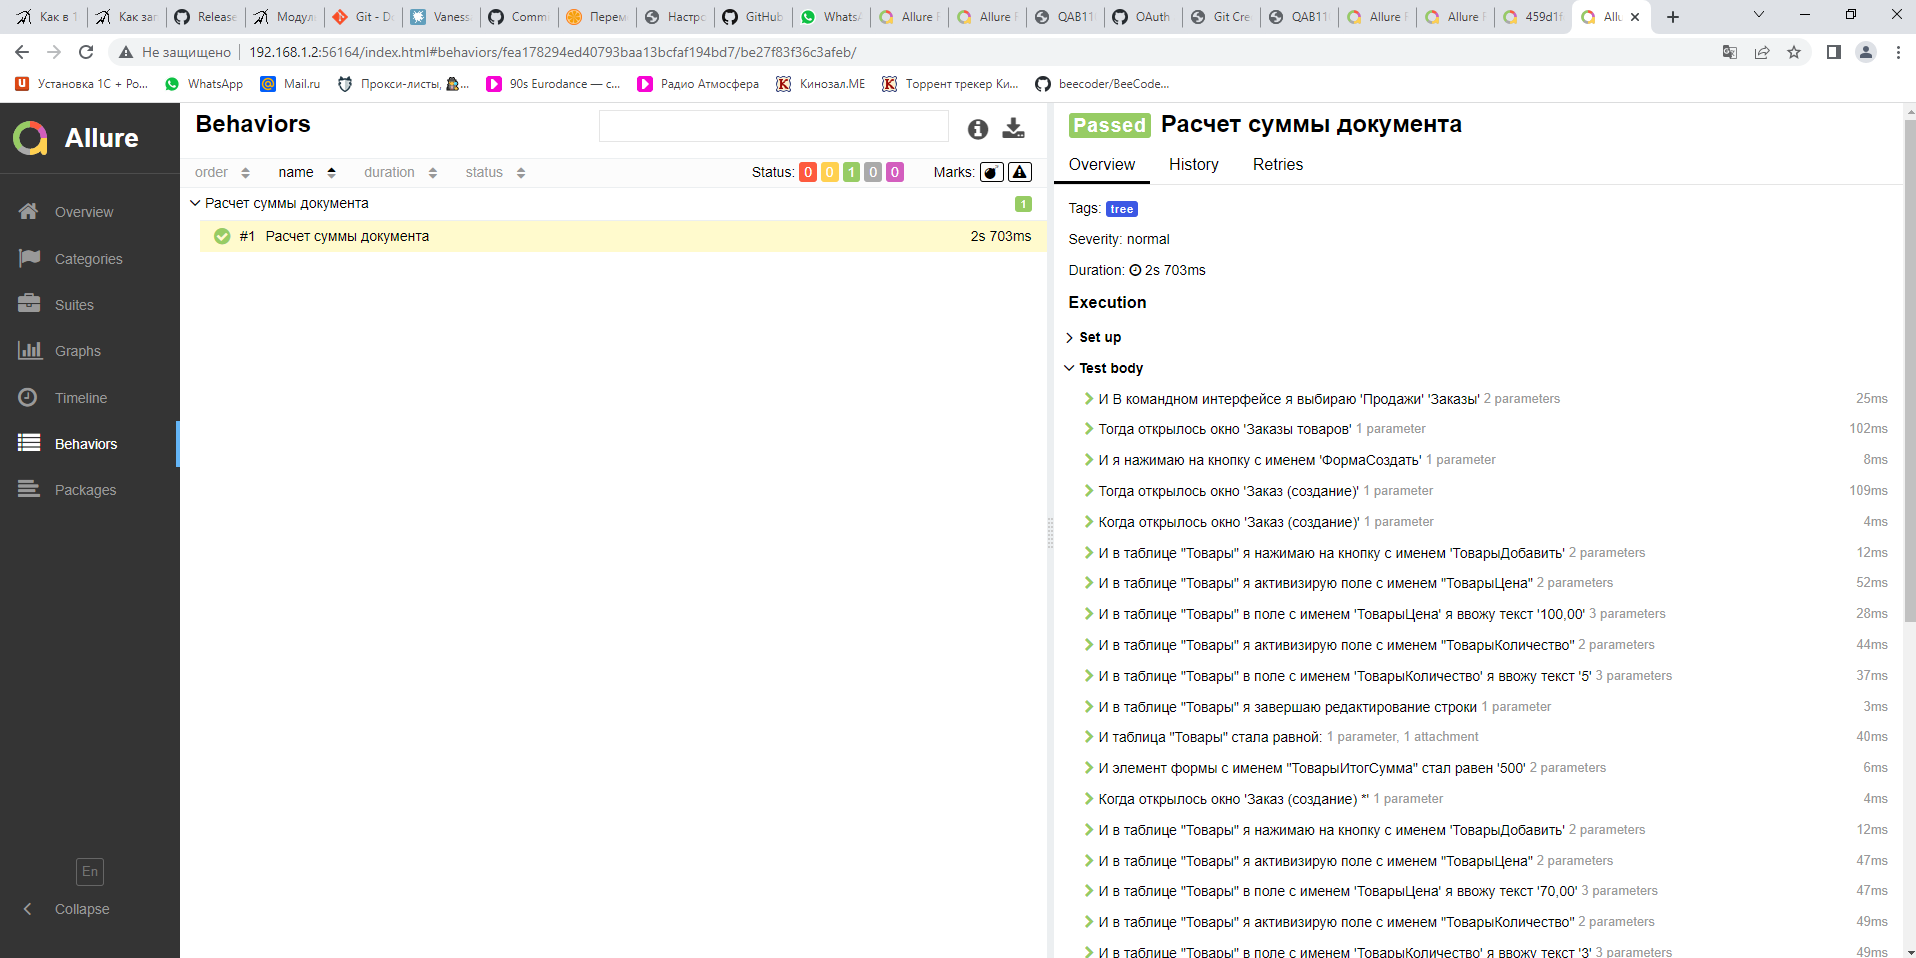 Как в 1
Как заг
Release
Модул
Git - Do
Vaness
Commi
Перем
Настро
GitHub
WhatsA
Allure R
Allure R
QAB11
OAuth
Git Cre
QAB11
Allure R
Allure R
459d1f
Allu
Не защищено
192.168.1.2:56164/index.html#behaviors/fea178294ed40793baa13bcfaf194bd7/be27f83f36c3afeb/
Установка 1С + Po...
WhatsApp
Mail.ru
Прокси-листы, ...
90s Eurodance — с...
Радио Атмосфера
Кинозал.МЕ
Торрент трекер Ки...
beecoder/BeeCode...
Allure
Overview
Categories
Suites
Graphs
Timeline
Behaviors
Packages
En
Collapse
Behaviors
order name duration status Status: 0 0 1 0 0 Marks:
Расчет суммы документа 1
#1 Расчет суммы документа 2s 703ms
Passed Расчет суммы документа
Overview History Retries
Tags: tree
Severity: normal
Duration: 2s 703ms
Execution
Set up
Test body
И В командном интерфейсе я выбираю 'Продажи' 'Заказы' 2 parameters 25ms
Тогда открылось окно 'Заказы товаров' 1 parameter 102ms
И я нажимаю на кнопку с именем 'ФормаСоздать' 1 parameter 8ms
Тогда открылось окно 'Заказ (создание)' 1 parameter 109ms
Когда открылось окно 'Заказ (создание)' 1 parameter 4ms
И в таблице "Товары" я нажимаю на кнопку с именем 'ТоварыДобавить' 2 parameters 12ms
И в таблице "Товары" я активизирую поле с именем "ТоварыЦена" 2 parameters 52ms
И в таблице "Товары" в поле с именем 'ТоварыЦена' я ввожу текст '100,00' 3 parameters 28ms
И в таблице "Товары" я активизирую поле с именем "ТоварыКоличество" 2 parameters 44ms
И в таблице "Товары" в поле с именем 'ТоварыКоличество' я ввожу текст '5' 3 parameters 37ms
И в таблице "Товары" я завершаю редактирование строки 1 parameter 3ms
И таблица "Товары" стала равной: 1 parameter, 1 attachment 40ms
И элемент формы с именем "ТоварыИтогСумма" стал равен '500' 2 parameters 6ms
Когда открылось окно 'Заказ (создание) *' 1 parameter 4ms
И в таблице "Товары" я нажимаю на кнопку с именем 'ТоварыДобавить' 2 parameters 12ms
И в таблице "Товары" я активизирую поле с именем "ТоварыЦена" 2 parameters 47ms
И в таблице "Товары" в поле с именем 'ТоварыЦена' я ввожу текст '70,00' 3 parameters 47ms
И в таблице "Товары" я активизирую поле с именем "ТоварыКоличество" 2 parameters 49ms
И в таблице "Товары" в поле с именем 'ТоварыКоличество' я ввожу текст '3' 3 parameters 49ms